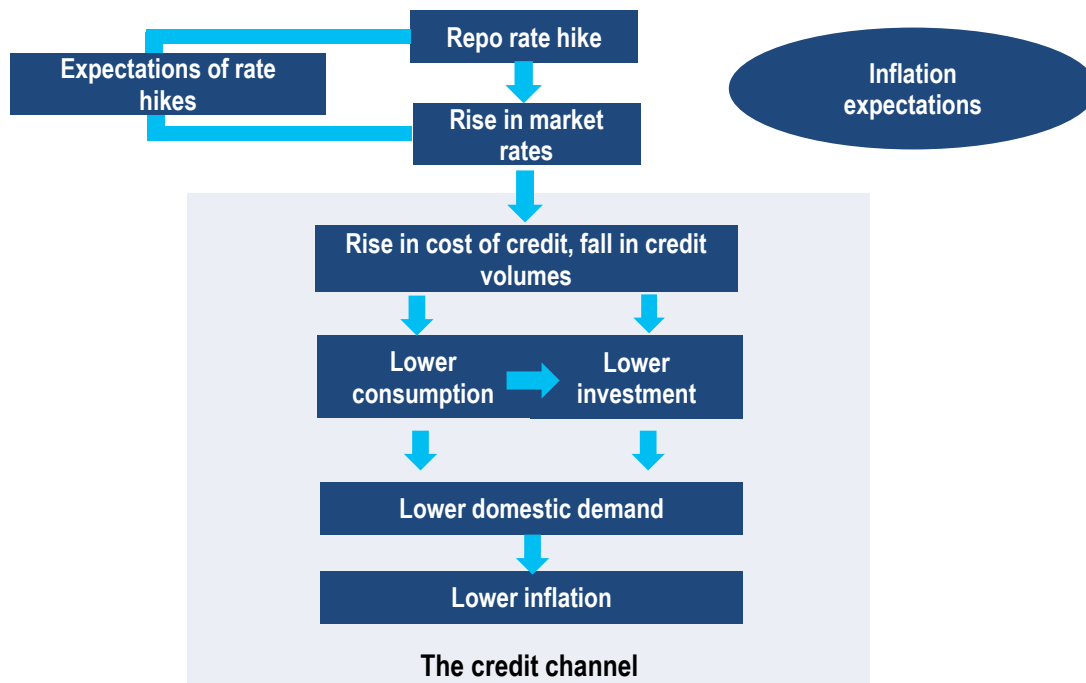 Repo rate hike
Expectations of rate
hikes
Inflation
expectations
Rise in market
rates
Rise in cost of credit, fall in credit
volumes
Lower
consumption
Lower
investment
Lower domestic demand
Lower inflation
The credit channel